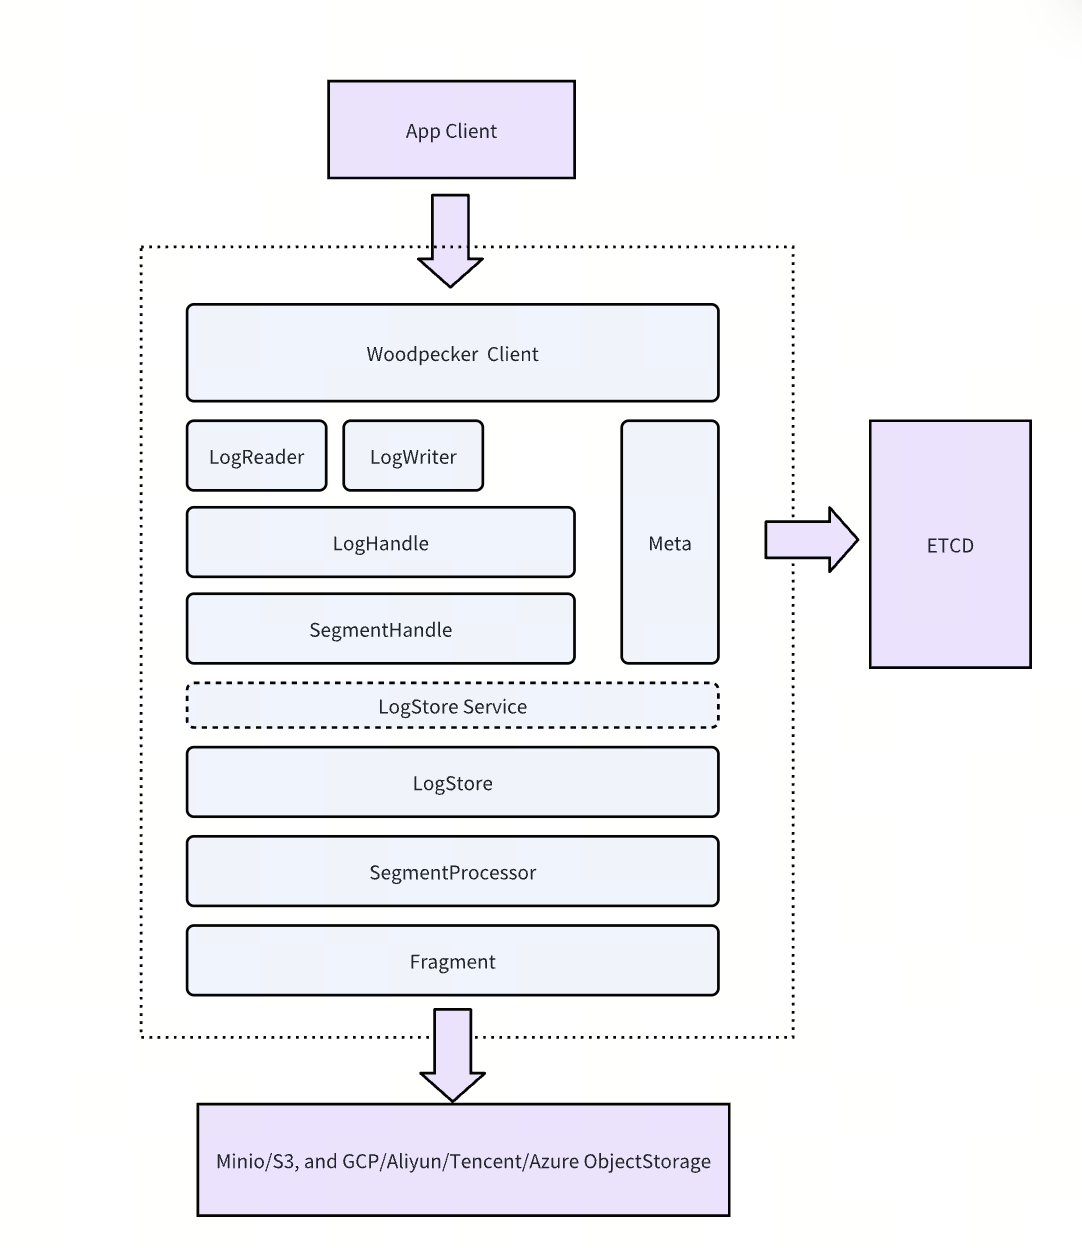 App Client
Woodpecker Client
LogReader
LogWriter
LogHandle
Meta
ETCD
SegmentHandle
LogStore Service
LogStore
SegmentProcessor
Fragment
Minio/S3, and GCP/Aliyun/Tencent/Azure ObjectStorage